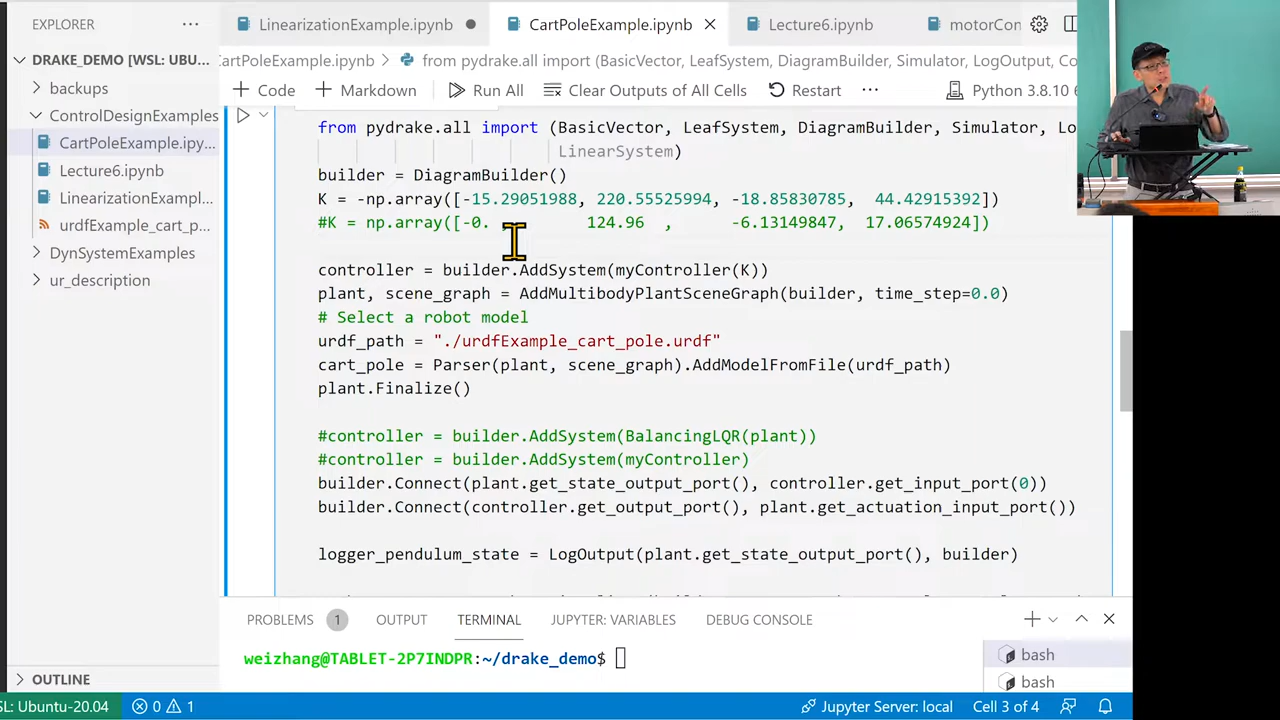 EXPLORER
···
LinearizationExample.ipynb
CartPoleExample.ipynb
Lecture6.ipynb
motorCon
DRAKE_DEMO [WSL: UBU...
backups
ControlDesignExamples
CartPoleExample.ipy...
Lecture6.ipynb
LinearizationExampl...
urdfExample_cart_p...
DynSystemExamples
ur_description
OUTLINE
CartPoleExample.ipynb > from pydrake.all import (BasicVector, LeafSystem, DiagramBuilder, Simulator, LogOutput, Co
+ Code + Markdown Run All Clear Outputs of All Cells Restart ··· Python 3.8.10 6
from pydrake.all import (BasicVector, LeafSystem, DiagramBuilder, Simulator, Lo
LinearSystem)
builder = DiagramBuilder()
K = -np.array([-15.29051988, 220.55525994, -18.85830785, 44.42915392])
#K = np.array([-0. 124.96 , -6.13149847, 17.06574924])
controller = builder.AddSystem(myController(K))
plant, scene_graph = AddMultibodyPlantSceneGraph(builder, time_step=0.0)
# Select a robot model
urdf_path = "./urdfExample_cart_pole.urdf"
cart_pole = Parser(plant, scene_graph).AddModelFromFile(urdf_path)
plant.Finalize()
#controller = builder.AddSystem(BalancingLQR(plant))
#controller = builder.AddSystem(myController)
builder.Connect(plant.get_state_output_port(), controller.get_input_port(0))
builder.Connect(controller.get_output_port(), plant.get_actuation_input_port())
logger_pendulum_state = LogOutput(plant.get_state_output_port(), builder)
PROBLEMS 1 OUTPUT TERMINAL JUPYTER: VARIABLES DEBUG CONSOLE
weizhang@TABLET-2P7INDPR:~/drake_demo$
bash
bash
SL: Ubuntu-20.04 0 1 Jupyter Server: local Cell 3 of 4